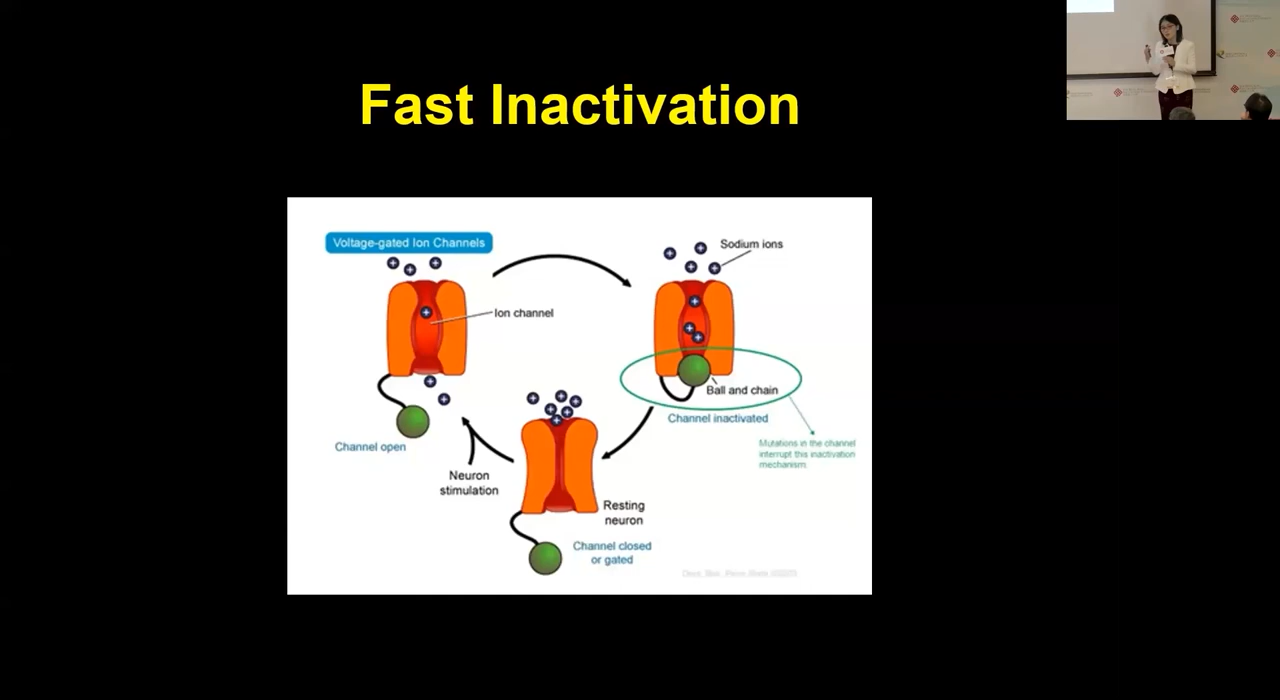 Fast Inactivation
Voltage-gated Ion Channels
Sodium ions
Ion channel
Ball and chain
Channel inactivated
Channel open
Mutations in the channel
interrupt this inactivation
mechanism.
Neuron
stimulation
Resting
neuron
Channel closed
or gated